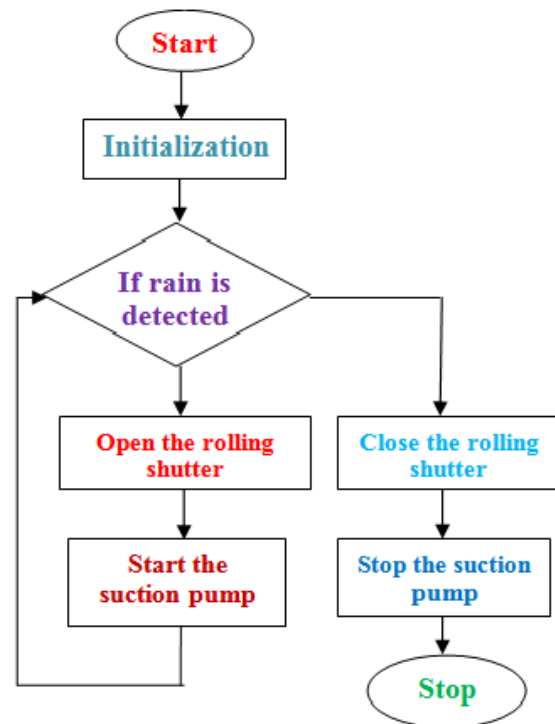 Start
Initialization
If rain is
detected
Open the rolling
shutter
Close the rolling
shutter
Start the
suction pump
Stop the suction
pump
Stop